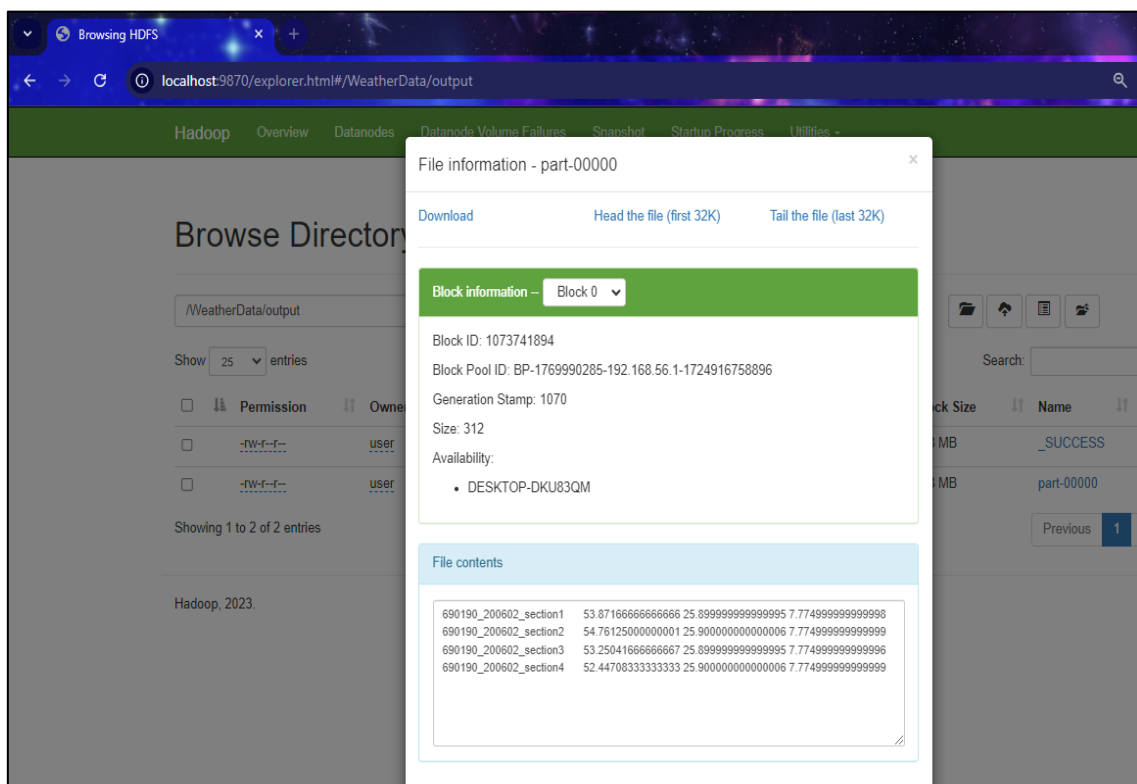 Browsing HDFS
localhost:9870/explorer.html#/WeatherData/output
Hadoop Overview Datanodes Datanode Volume Failures Snapshot Startup Progress Utilities
File information - part-00000 ×
Download Head the file (first 32K) Tail the file (last 32K)
Browse Directory
Block information -- Block 0
/WeatherData/output
Block ID: 1073741894
Show 25 entries Search:
Block Pool ID: BP-1769990285-192.168.56.1-1724916758896
Generation Stamp: 1070
Permission Owne ck Size Name
Size: 312
-rw-r--r-- user MB _SUCCESS
Availability:
-rw-r--r-- user MB part-00000
• DESKTOP-DKU83QM
Showing 1 to 2 of 2 entries Previous 1
File contents
Hadoop, 2023.
690190_200602_section1 53.87166666666666 25.899999999999995 7.774999999999998
690190_200602_section2 54.76125000000001 25.900000000000006 7.774999999999999
690190_200602_section3 53.25041666666667 25.899999999999995 7.774999999999996
690190_200602_section4 52.44708333333333 25.900000000000006 7.774999999999999